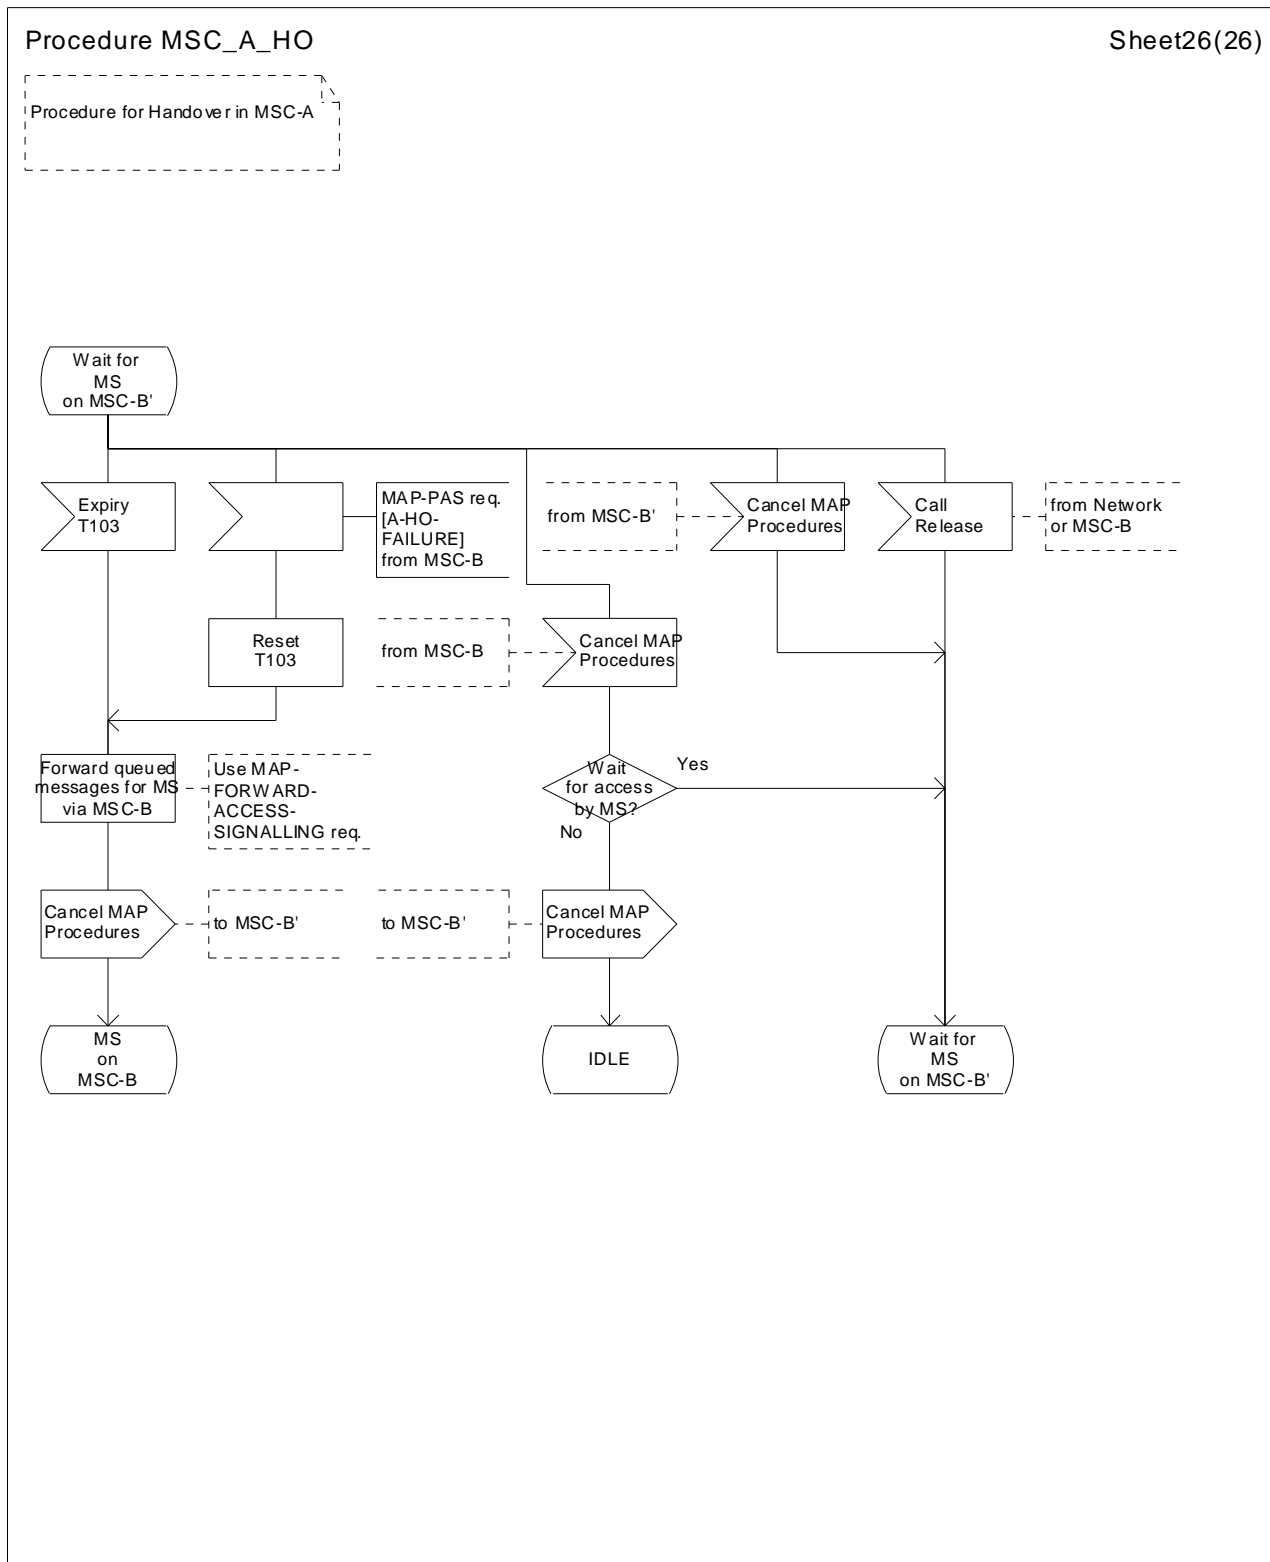 Procedure MSC_A_HO
Sheet26(26)
Procedure for Handover in MSC-A
Wait for
MS
on MSC-B'
Expiry
T103
MAP-PAS req.
[A-HO-
FAILURE]
from MSC-B
from MSC-B'
Cancel MAP
Procedures
Call
Release
from Network
or MSC-B
Reset
T103
from MSC-B
Cancel MAP
Procedures
Forward queued
messages for MS
via MSC-B
Use MAP-
FORWARD-
ACCESS-
SIGNALLING req.
Wait
for access
by MS?
Yes
No
Cancel MAP
Procedures
to MSC-B'
to MSC-B'
Cancel MAP
Procedures
MS
on
MSC-B
IDLE
Wait for
MS
on MSC-B'